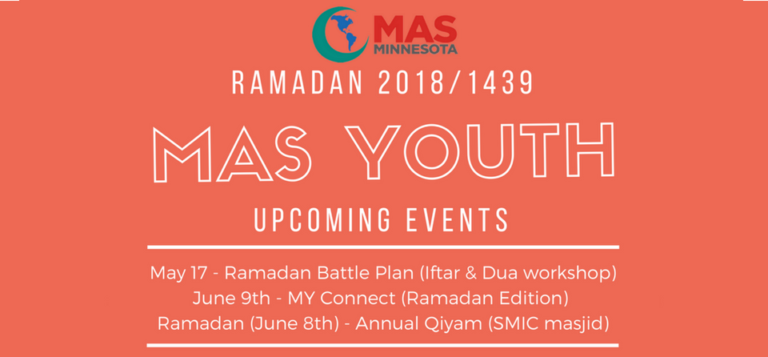 MAS
MINNESOTA
RAMADAN 2018/1439
MAS YOUTH
UPCOMING EVENTS
May 17 - Ramadan Battle Plan (Iftar & Dua workshop)
June 9th - MY Connect (Ramadan Edition)
Ramadan (June 8th) - Annual Qiyam (SMIC masjid)